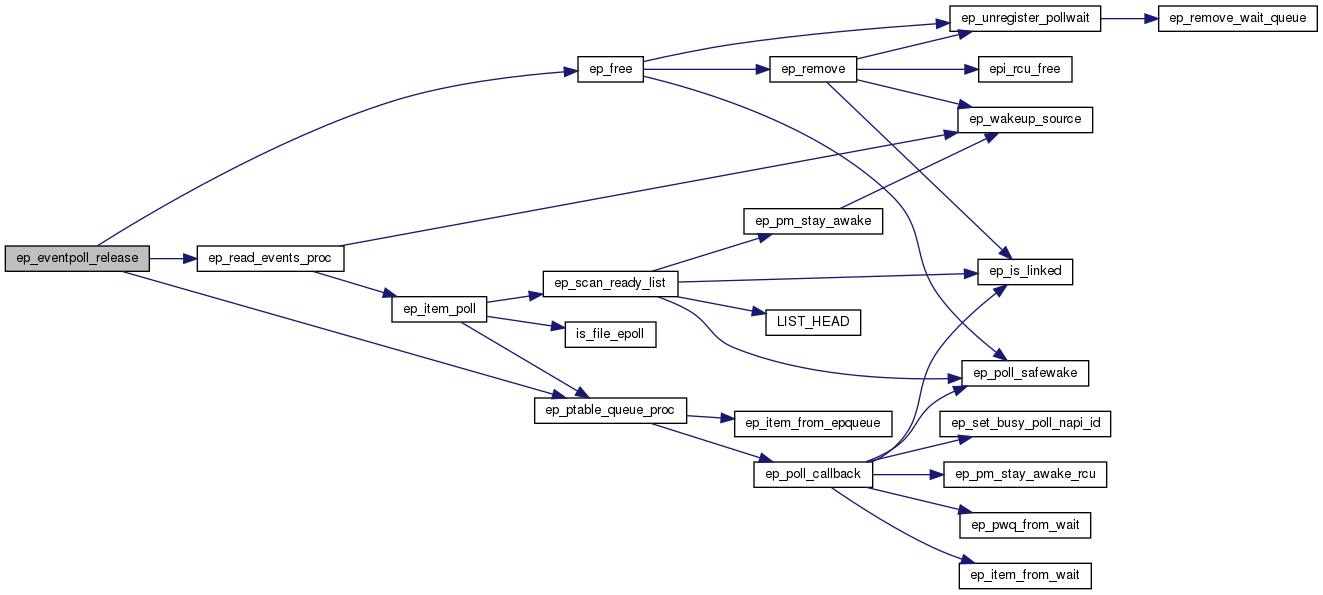 ep_unregister_pollwait
ep_remove_wait_queue
ep_free
ep_remove
epi_rcu_free
ep_wakeup_source
ep_pm_stay_awake
ep_eventpoll_release
ep_read_events_proc
ep_scan_ready_list
ep_is_linked
ep_item_poll
LIST_HEAD
is_file_epoll
ep_poll_safewake
ep_ptable_queue_proc
ep_item_from_epqueue
ep_set_busy_poll_napi_id
ep_poll_callback
ep_pm_stay_awake_rcu
ep_pwq_from_wait
ep_item_from_wait